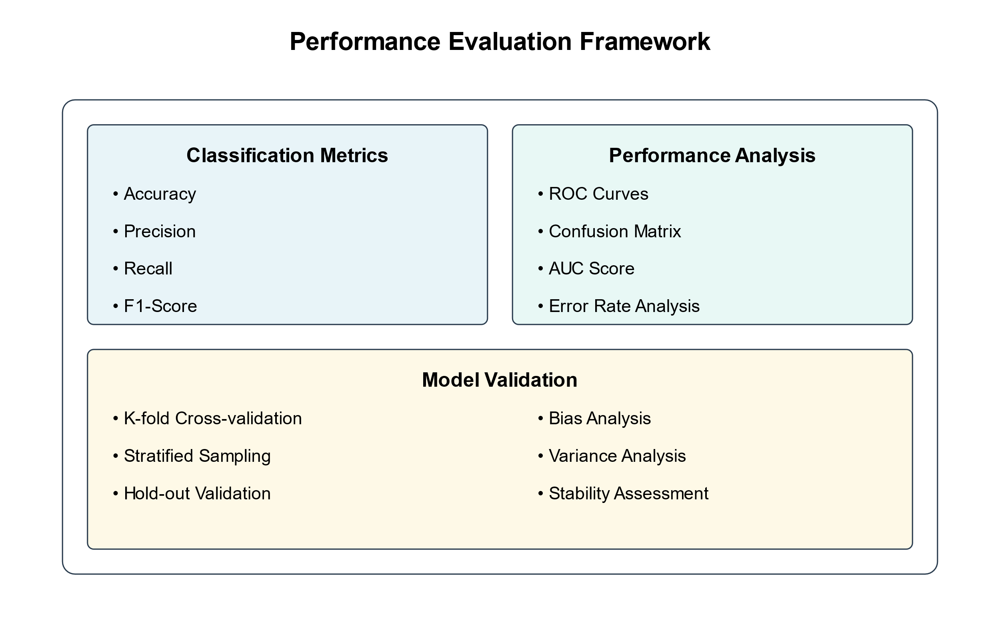 Performance Evaluation Framework
Classification Metrics
• Accuracy
• Precision
• Recall
• F1-Score
Performance Analysis
• ROC Curves
• Confusion Matrix
• AUC Score
• Error Rate Analysis
Model Validation
• K-fold Cross-validation
• Stratified Sampling
• Hold-out Validation
• Bias Analysis
• Variance Analysis
• Stability Assessment